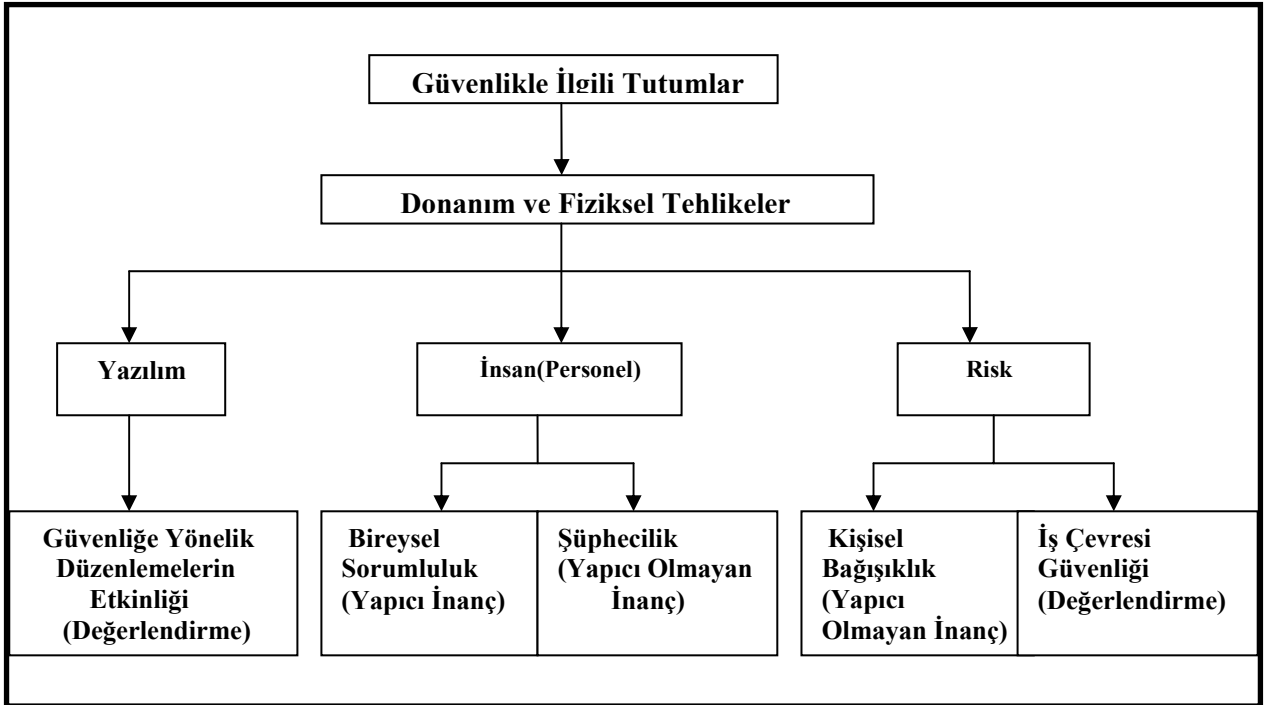 Güvenlikle İlgili Tutumlar
Donanım ve Fiziksel Tehlikeler
Yazılım
İnsan(Personel)
Risk
Güvenliğe Yönelik
Düzenlemelerin
Etkinliği
(Değerlendirme)
Bireysel
Sorumluluk
(Yapıcı İnanç)
Şüphecilik
(Yapıcı Olmayan
İnanç)
Kişisel
Bağışıklık
(Yapıcı
Olmayan İnanç)
İş Çevresi
Güvenliği
(Değerlendirme)